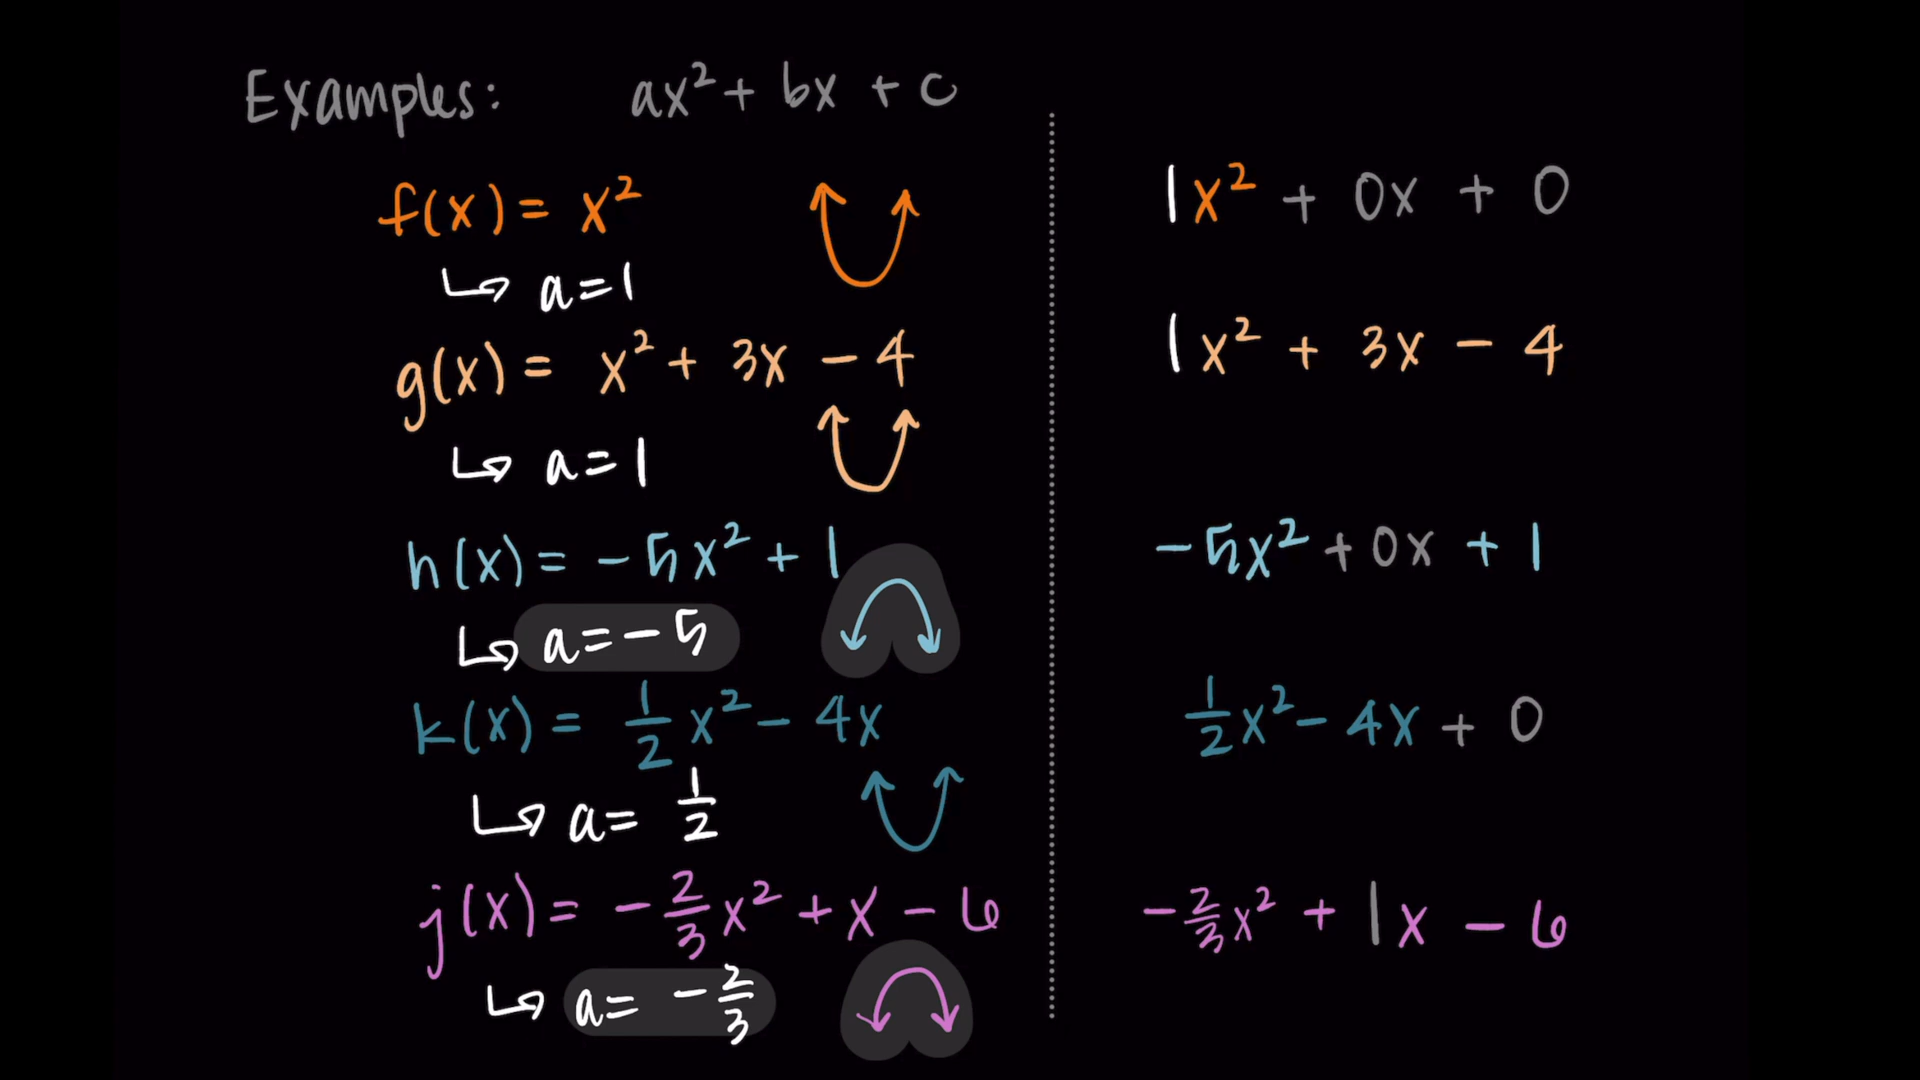 Examples: ax² + bx + c
f(x) = x²
↳ a = 1
g(x) = x² + 3x - 4
↳ a = 1
h(x) = -5x² + 1
↳ a = -5
k(x) = 1/2 x² - 4x
↳ a = 1/2
j(x) = -2/3 x² + x - 6
↳ a = -2/3
1x² + 0x + 0
1x² + 3x - 4
-5x² + 0x + 1
1/2 x² - 4x + 0
-2/3 x² + 1x - 6